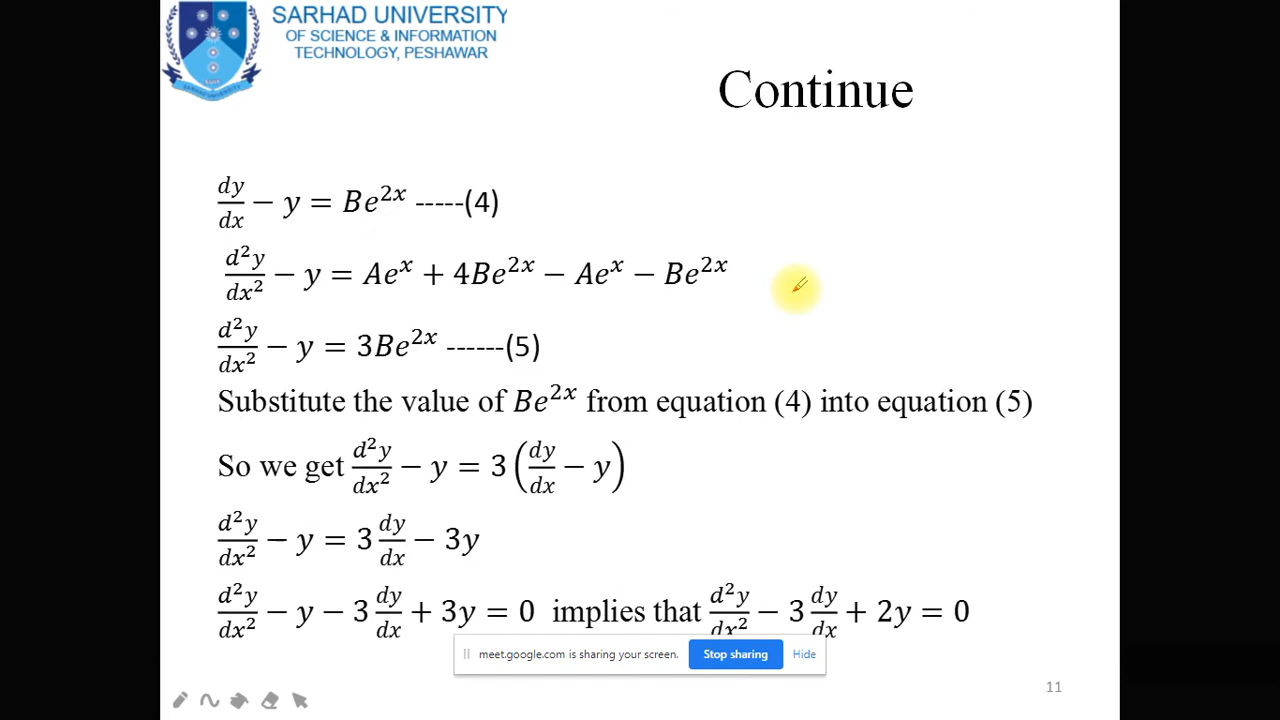 SARHAD UNIVERSITY
OF SCIENCE & INFORMATION
TECHNOLOGY, PESHAWAR
Continue
dy/dx − y = Be^{2x} -----(4)
d²y/dx² − y = Ae^x + 4Be^{2x} − Ae^x − Be^{2x}
d²y/dx² − y = 3Be^{2x} ------(5)
Substitute the value of Be^{2x} from equation (4) into equation (5)
So we get d²y/dx² − y = 3(dy/dx − y)
d²y/dx² − y = 3 dy/dx − 3y
d²y/dx² − y − 3 dy/dx + 3y = 0 implies that d²y/dx² − 3 dy/dx + 2y = 0
meet.google.com is sharing your screen. Stop sharing Hide
11